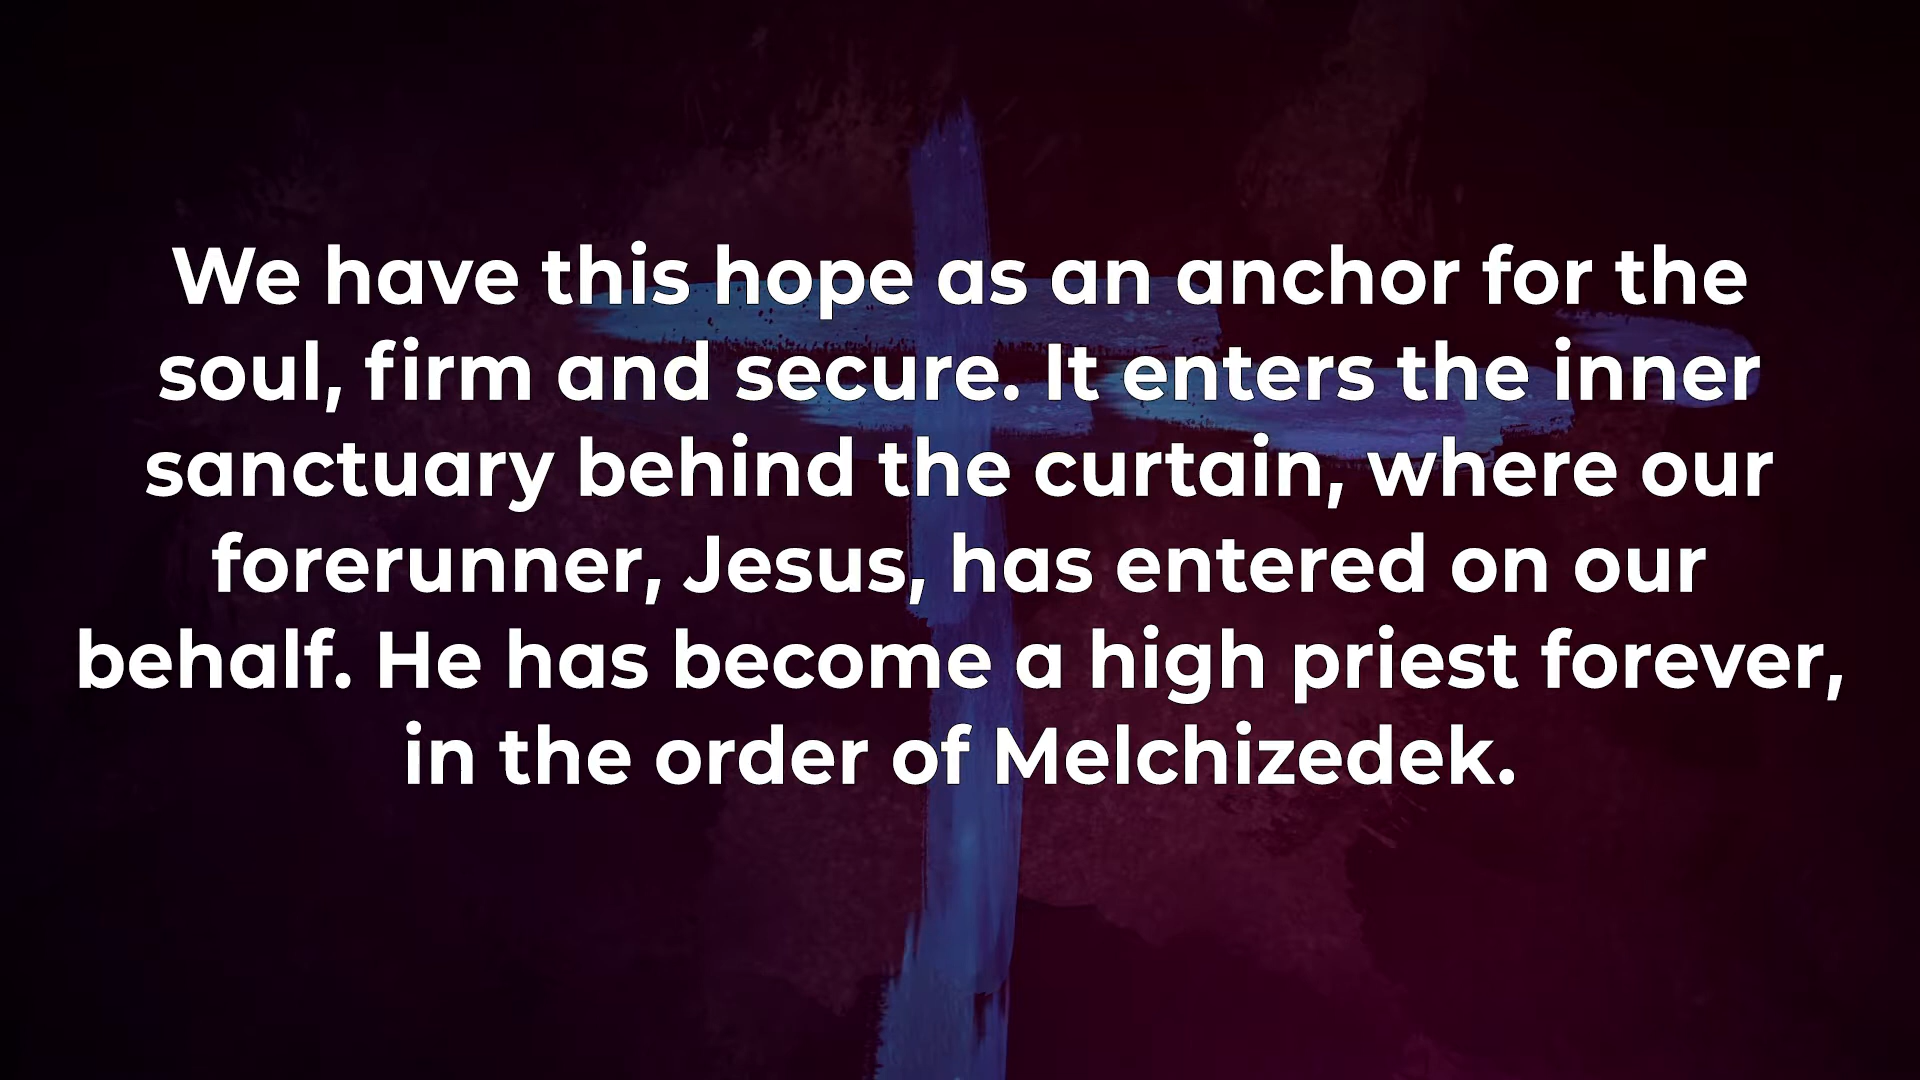 We have this hope as an anchor for the
soul, firm and secure. It enters the inner
sanctuary behind the curtain, where our
forerunner, Jesus, has entered on our
behalf. He has become a high priest forever,
in the order of Melchizedek.